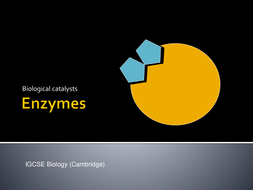 Biological catalysts
Enzymes
IGCSE Biology (Cambridge)